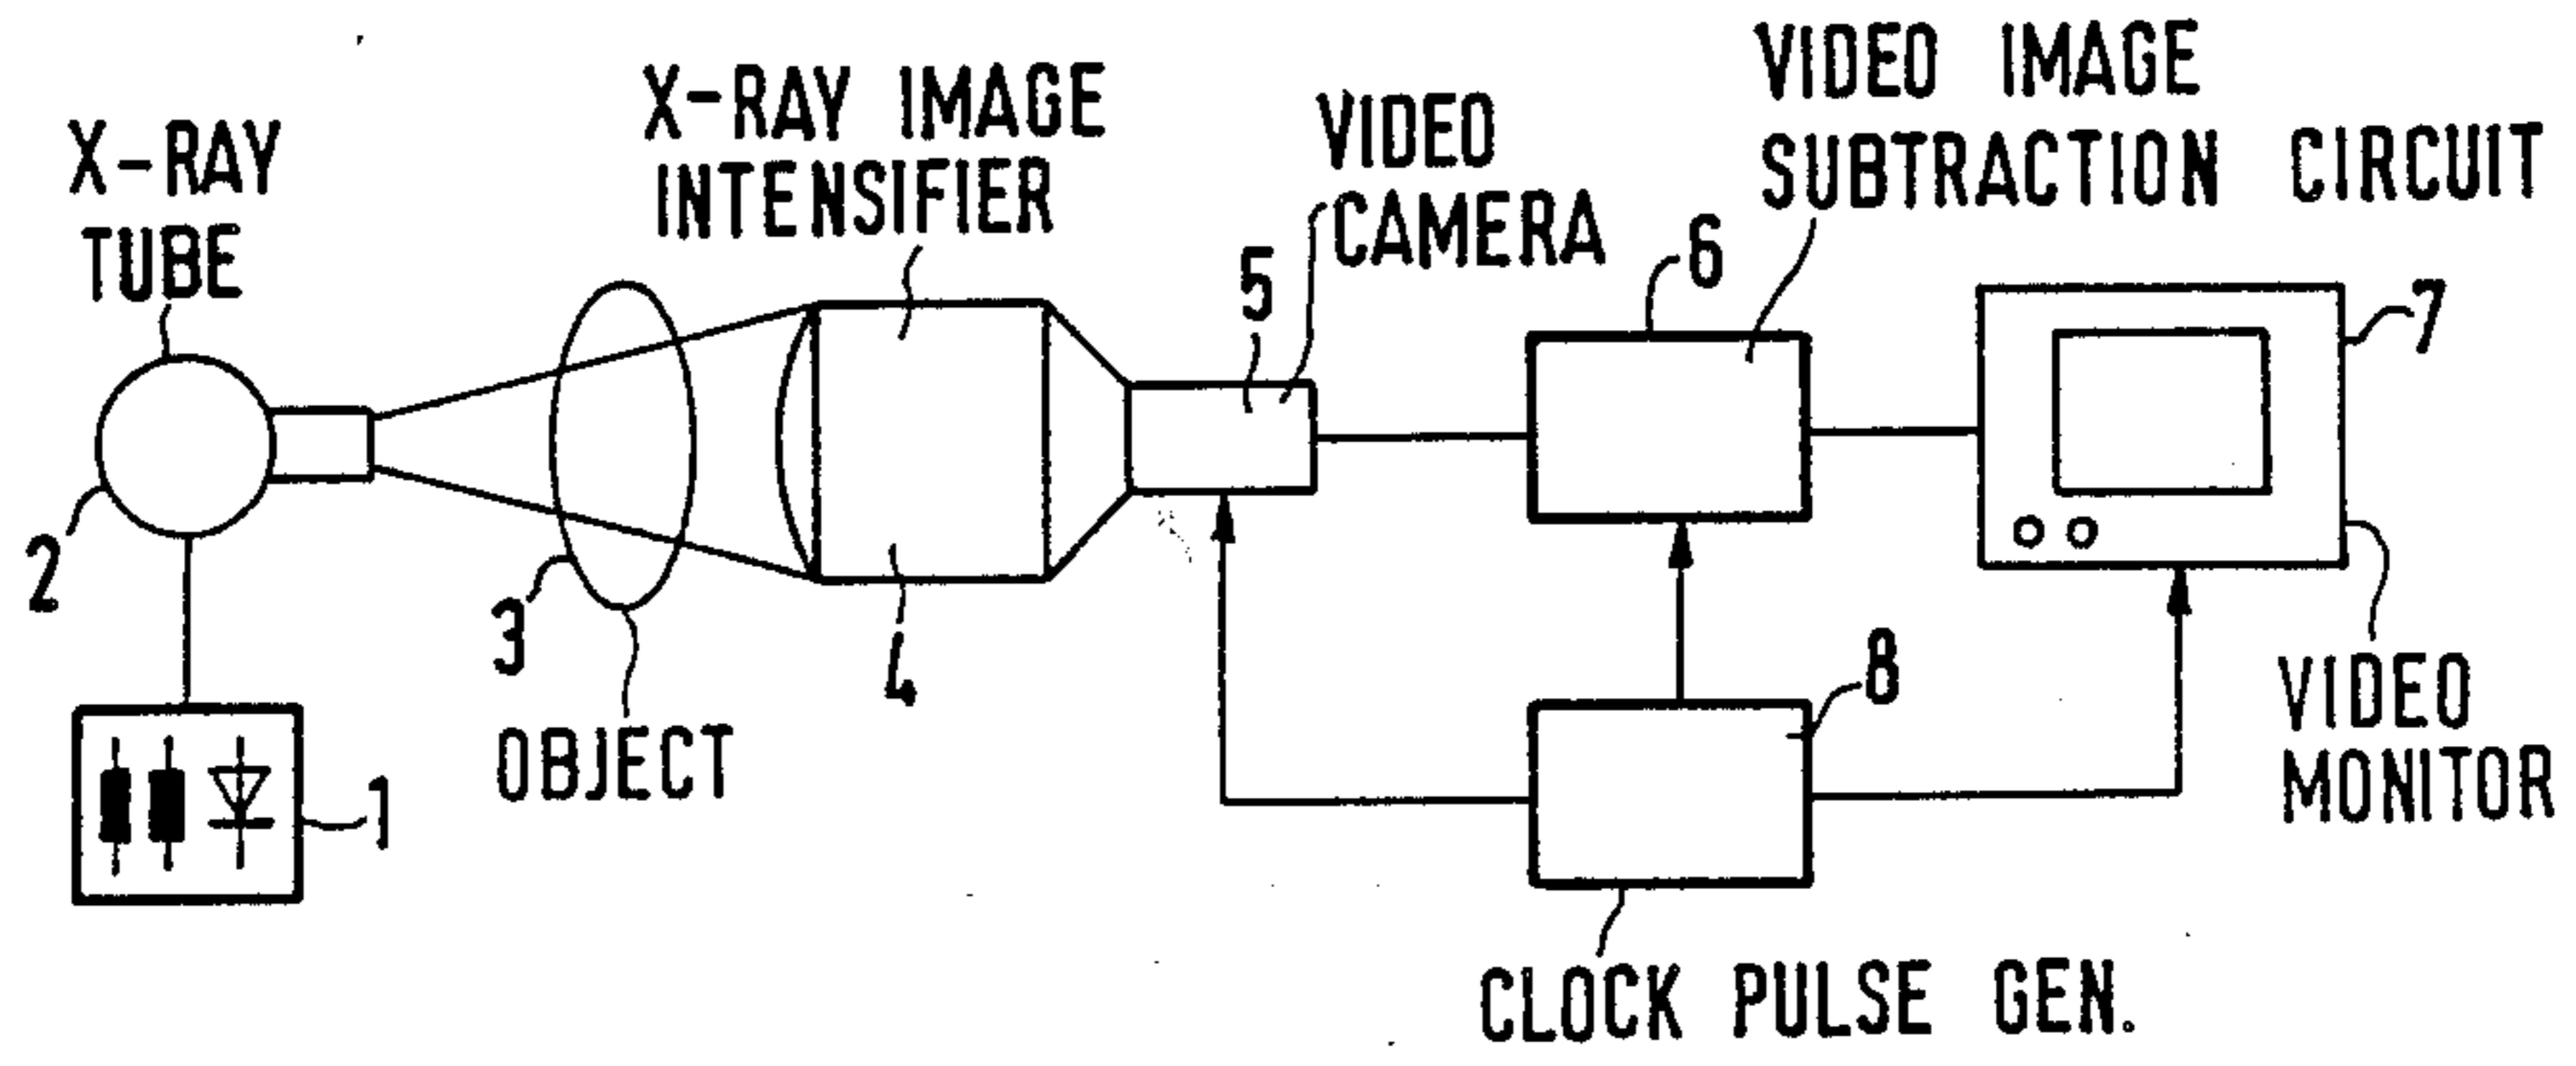 X-RAY
TUBE
X-RAY IMAGE
INTENSIFIER
VIDEO
CAMERA
VIDEO IMAGE
SUBTRACTION CIRCUIT
5
6
7
2
3
4
8
1
OBJECT
VIDEO
MONITOR
CLOCK PULSE GEN.